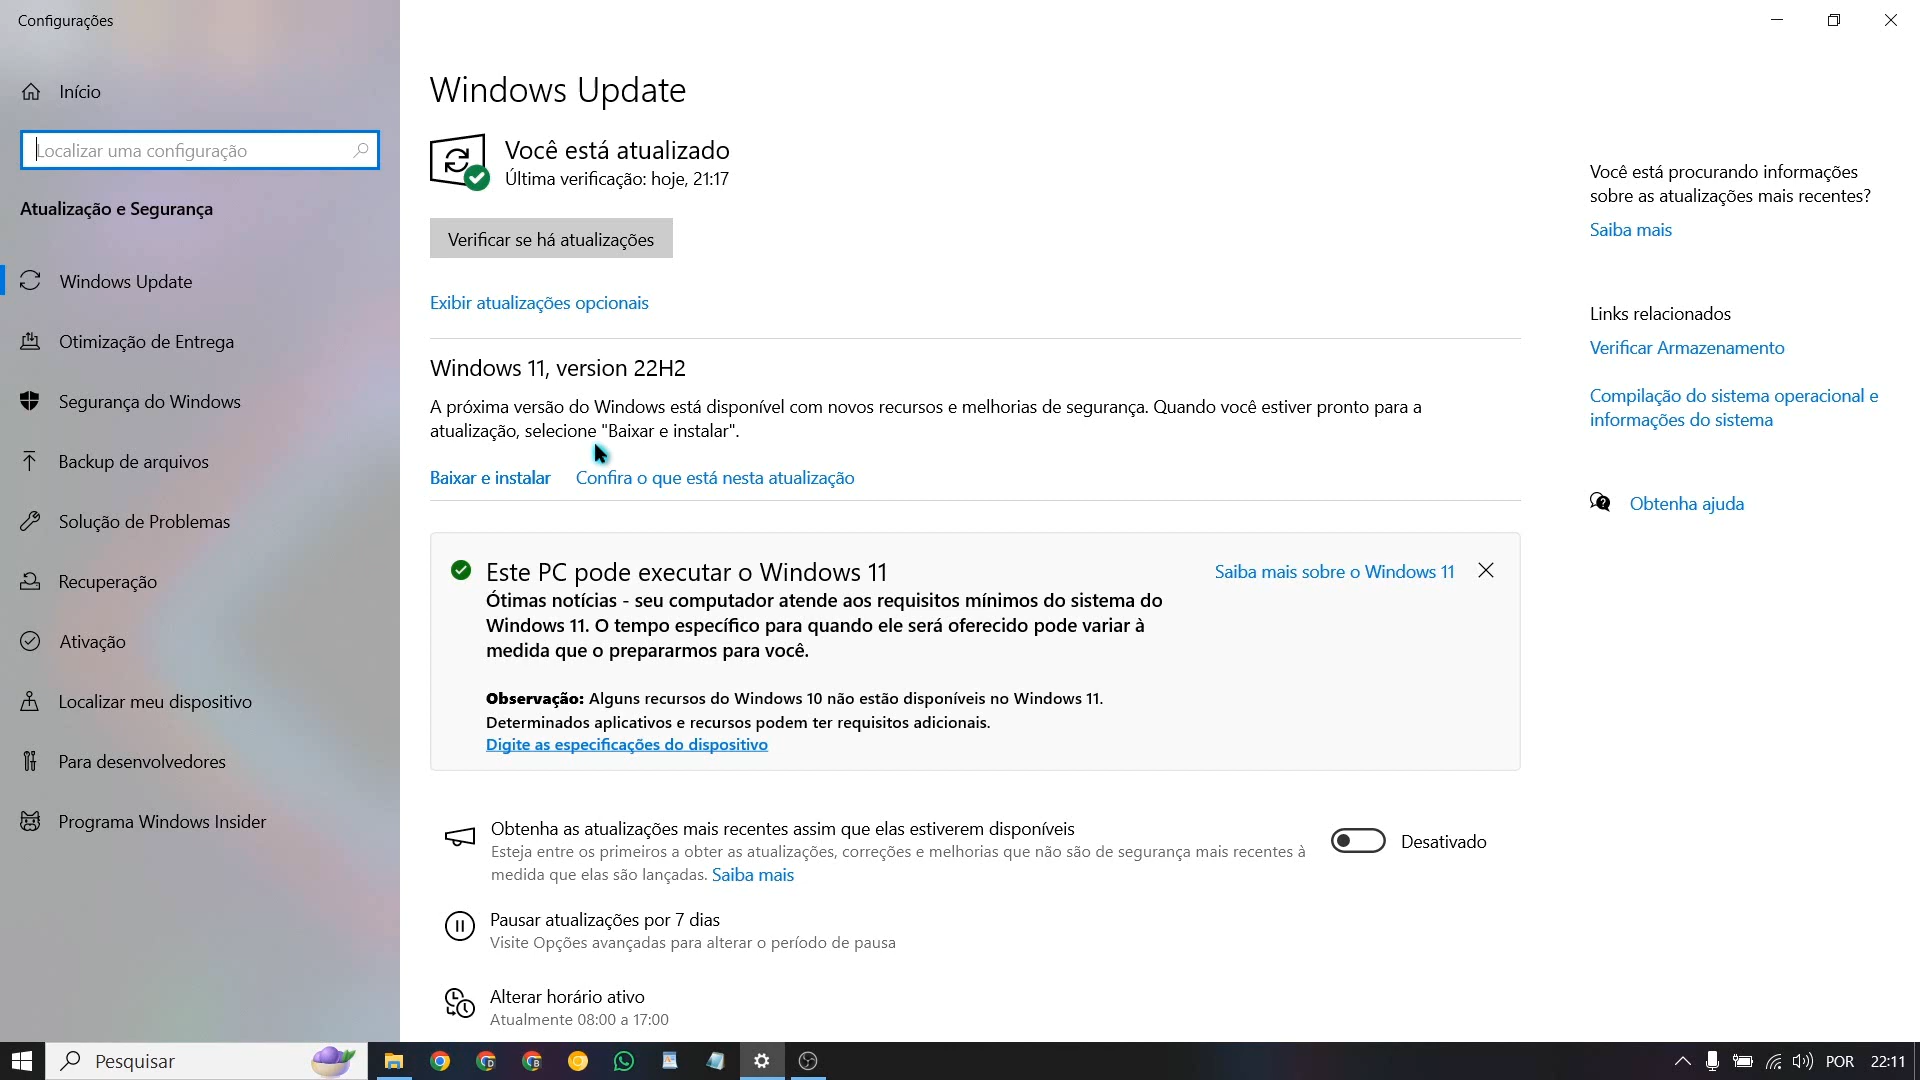 Configurações
Início
Localizar uma configuração
Atualização e Segurança
Windows Update
Otimização de Entrega
Segurança do Windows
Backup de arquivos
Solução de Problemas
Recuperação
Ativação
Localizar meu dispositivo
Para desenvolvedores
Programa Windows Insider
Windows Update
Você está atualizado
Última verificação: hoje, 21:17
Verificar se há atualizações
Exibir atualizações opcionais
Windows 11, version 22H2
A próxima versão do Windows está disponível com novos recursos e melhorias de segurança. Quando você estiver pronto para a
atualização, selecione "Baixar e instalar".
Baixar e instalar Confira o que está nesta atualização
Este PC pode executar o Windows 11
Saiba mais sobre o Windows 11
Ótimas notícias - seu computador atende aos requisitos mínimos do sistema do
Windows 11. O tempo específico para quando ele será oferecido pode variar à
medida que o prepararmos para você.
Observação: Alguns recursos do Windows 10 não estão disponíveis no Windows 11.
Determinados aplicativos e recursos podem ter requisitos adicionais.
Digite as especificações do dispositivo
Obtenha as atualizações mais recentes assim que elas estiverem disponíveis
Esteja entre os primeiros a obter as atualizações, correções e melhorias que não são de segurança mais recentes à
medida que elas são lançadas. Saiba mais
Desativado
Pausar atualizações por 7 dias
Visite Opções avançadas para alterar o período de pausa
Alterar horário ativo
Atualmente 08:00 a 17:00
Você está procurando informações
sobre as atualizações mais recentes?
Saiba mais
Links relacionados
Verificar Armazenamento
Compilação do sistema operacional e
informações do sistema
Obtenha ajuda
Pesquisar
POR 22:11